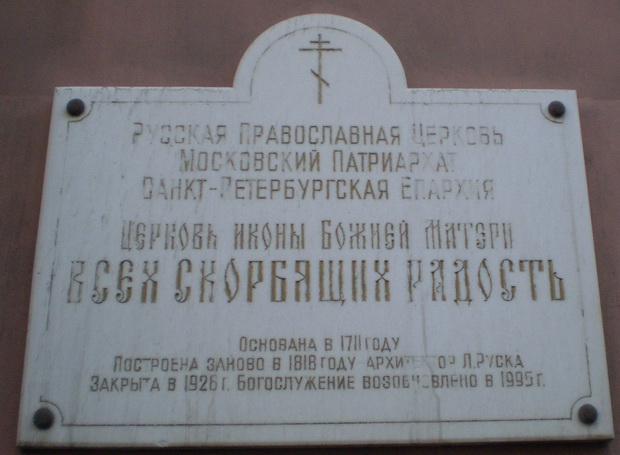 Русская Православная Церковь
Московский Патриархат
Санкт-Петербургская Епархия
Церковь иконы Божией Матери
ВСЕХ СКОРБЯЩИХ РАДОСТЬ
Основана в 1711 году
Построена заново в 1818 году архитектор Л.Руска
Закрыта в 1926 г. Богослужение возобновлено в 1995 г.